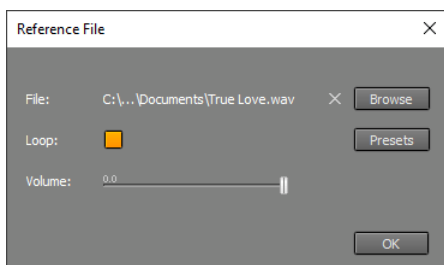 Reference File
File: C:\...\Documents\True Love.wav Browse
Loop: Presets
Volume: 0.0
OK